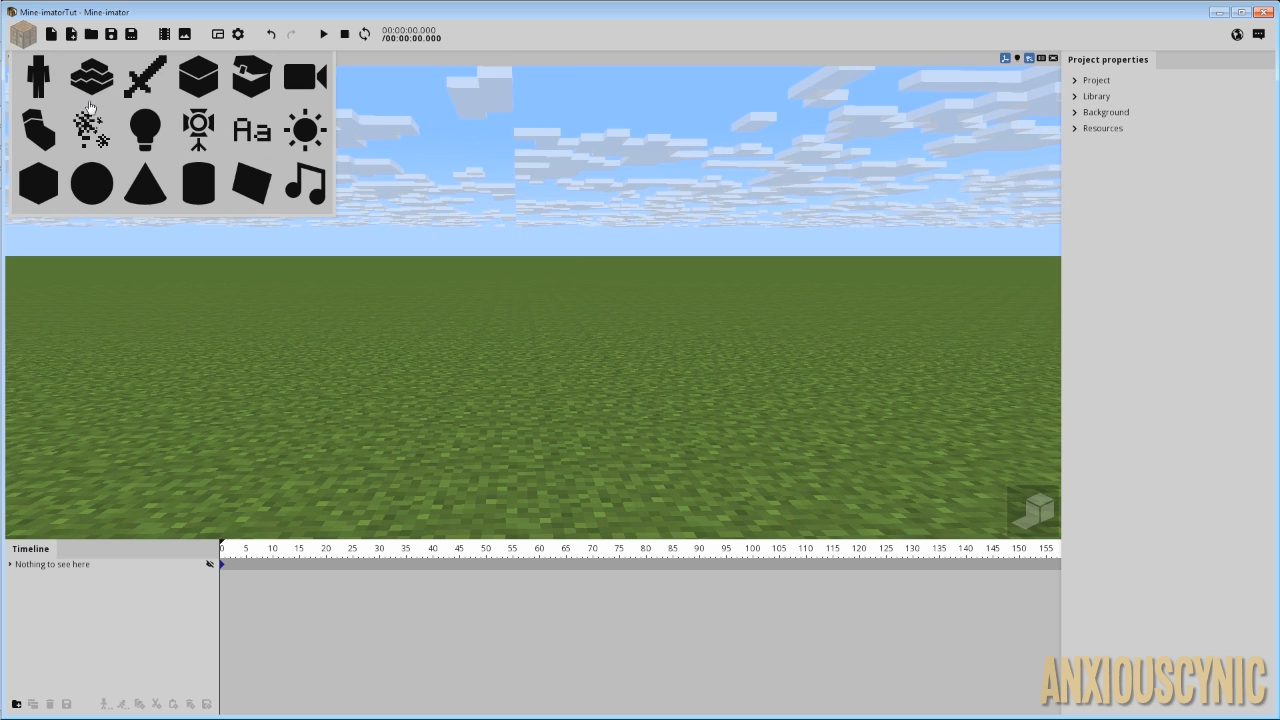 Mine-imatorTut - Mine-imator
00:00:00.000
/00:00:00.000
Aa
Project properties
Project
Library
Background
Resources
Timeline
0 5 10 15 20 25 30 35 40 45 50 55 60 65 70 75 80 85 90 95 100 105 110 115 120 125 130 135 140 145 150 155
Nothing to see here
ANXIOUSCYNIC